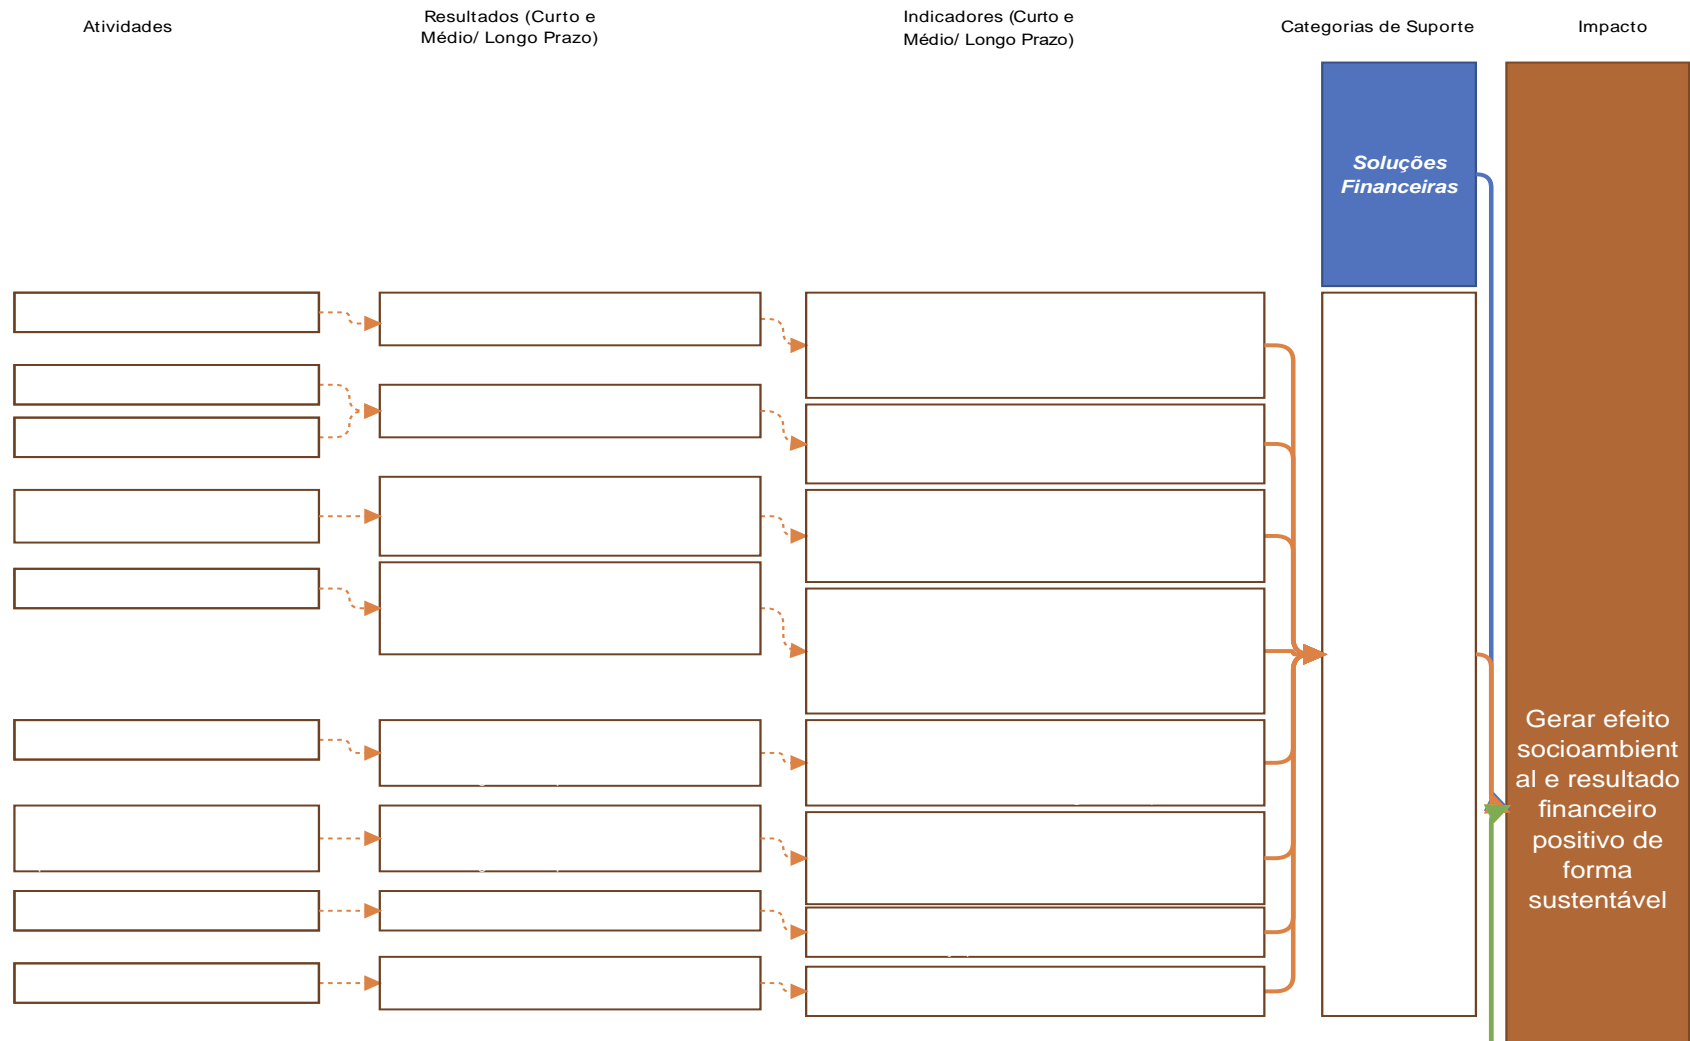 Atividades
Resultados (Curto e
Médio/ Longo Prazo)
Indicadores (Curto e
Médio/ Longo Prazo)
Categorias de Suporte
Impacto
Soluções
Financeiras
Gerar efeito
socioambient
al e resultado
financeiro
positivo de
forma
sustentável